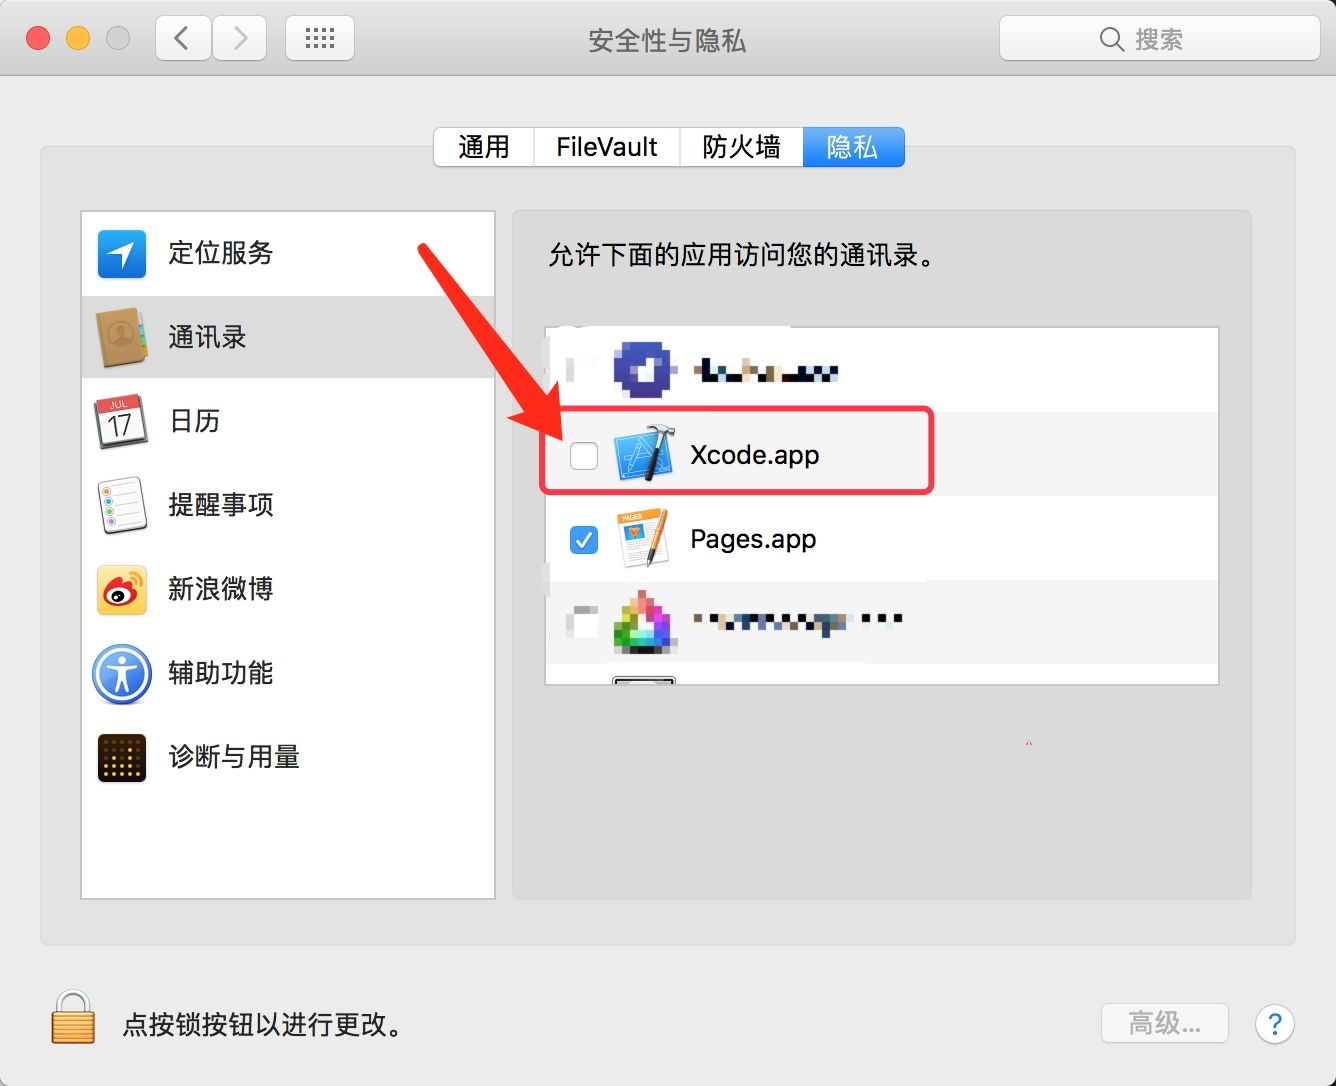 安全性与隐私
搜索
通用
FileVault
防火墙
隐私
定位服务
通讯录
JUL
17
日历
提醒事项
新浪微博
辅助功能
诊断与用量
允许下面的应用访问您的通讯录。
Xcode.app
PAGES
Pages.app
点按锁按钮以进行更改。
高级...
?